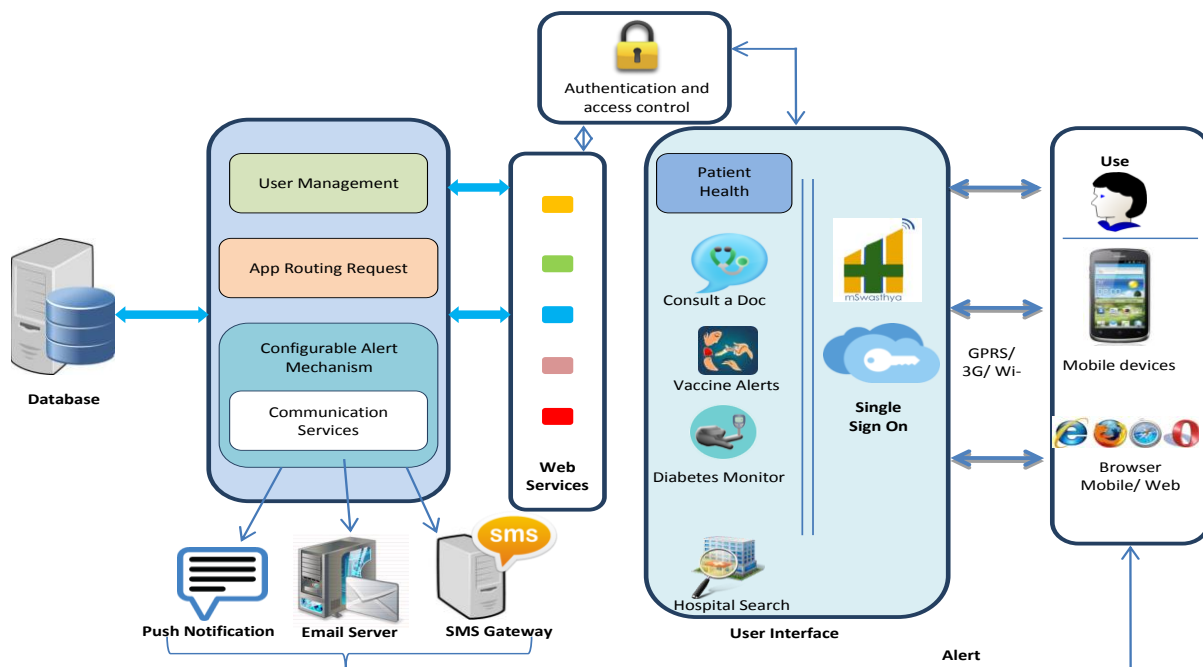 Authentication and
access control
User Management
App Routing Request
Configurable Alert
Mechanism
Communication
Services
Database
Web
Services
Push Notification
Email Server
sms
SMS Gateway
Patient
Health
Consult a Doc
Vaccine Alerts
Diabetes Monitor
Hospital Search
mSwasthya
Single
Sign On
User Interface
GPRS/
3G/ Wi-
Use
Mobile devices
Browser
Mobile/ Web
Alert